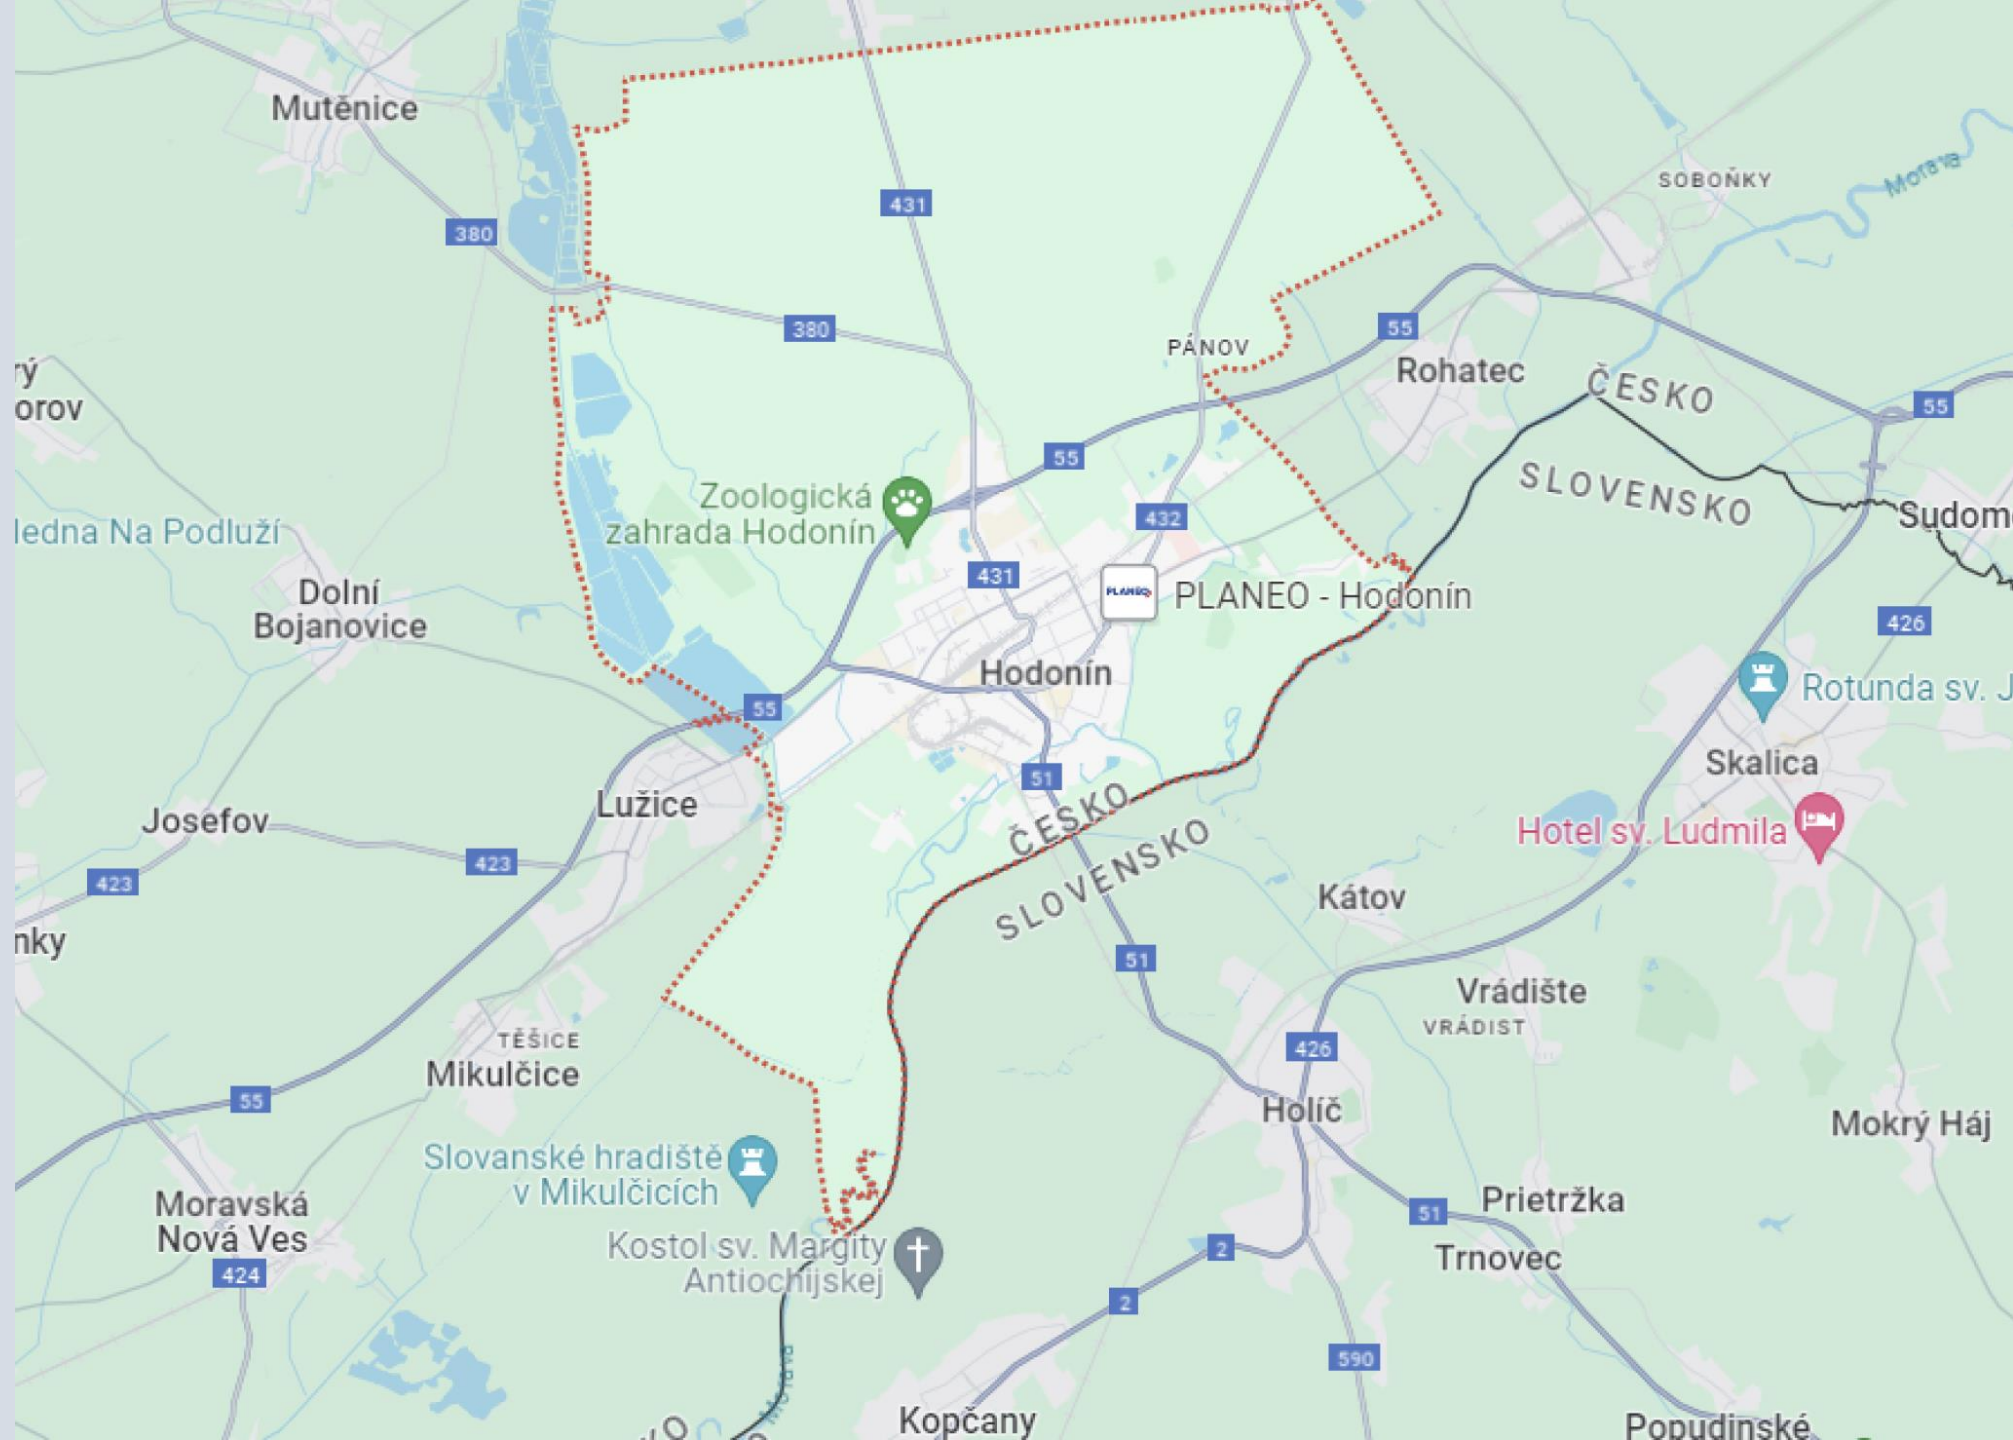 Mutěnice
SOBOŇKY
Morava
431
380
380
55
PÁNOV
Rohatec
ČESKO
55
rý
orov
55
Zoologická
zahrada Hodonín
SLOVENSKO
432
Sudom
ledna Na Podluží
431
PLANEO
PLANEO - Hodonín
Dolní
Bojanovice
426
Hodonín
Rotunda sv. J
55
Skalica
51
ČESKO
Lužice
Josefov
SLOVENSKO
Hotel sv. Ludmila
423
423
Kátov
nky
51
Vrádište
VRÁDIST
TĚŠICE
Mikulčice
426
55
Holíč
Mokrý Háj
Slovanské hradiště
v Mikulčicích
Moravská
Nová Ves
Prietržka
51
Kostol sv. Margity
Antiochijskej
2
Trnovec
424
2
590
Morava
Kopčany
Popudinské